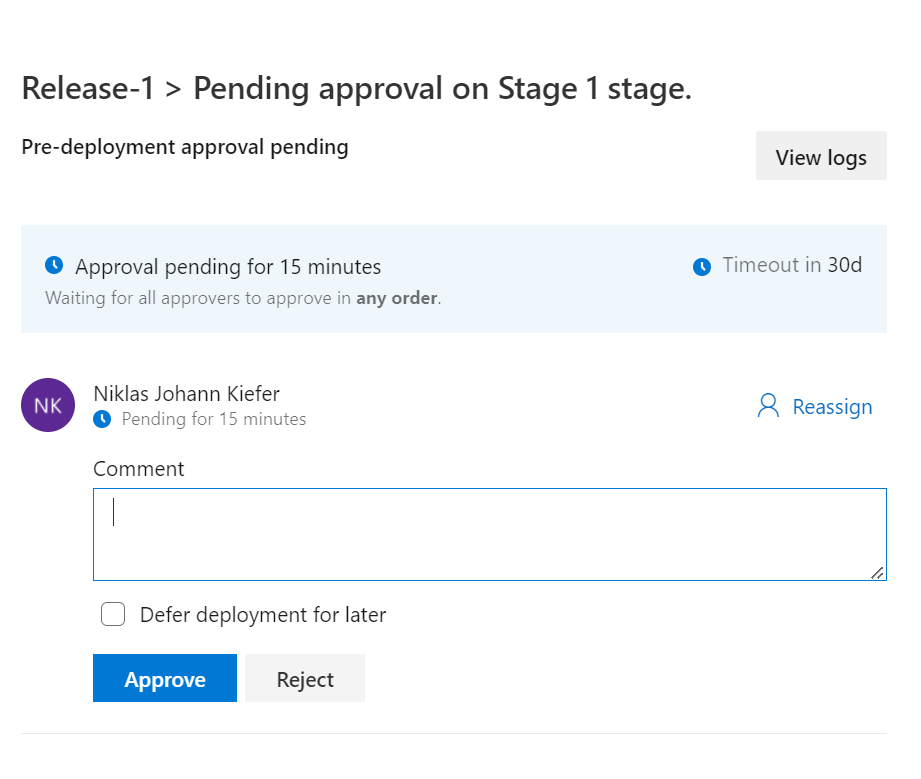 Release-1 > Pending approval on Stage 1 stage.
Pre-deployment approval pending
View logs
Approval pending for 15 minutes
Timeout in 30d
Waiting for all approvers to approve in any order.
NK
Niklas Johann Kiefer
Pending for 15 minutes
Reassign
Comment
Defer deployment for later
Approve
Reject